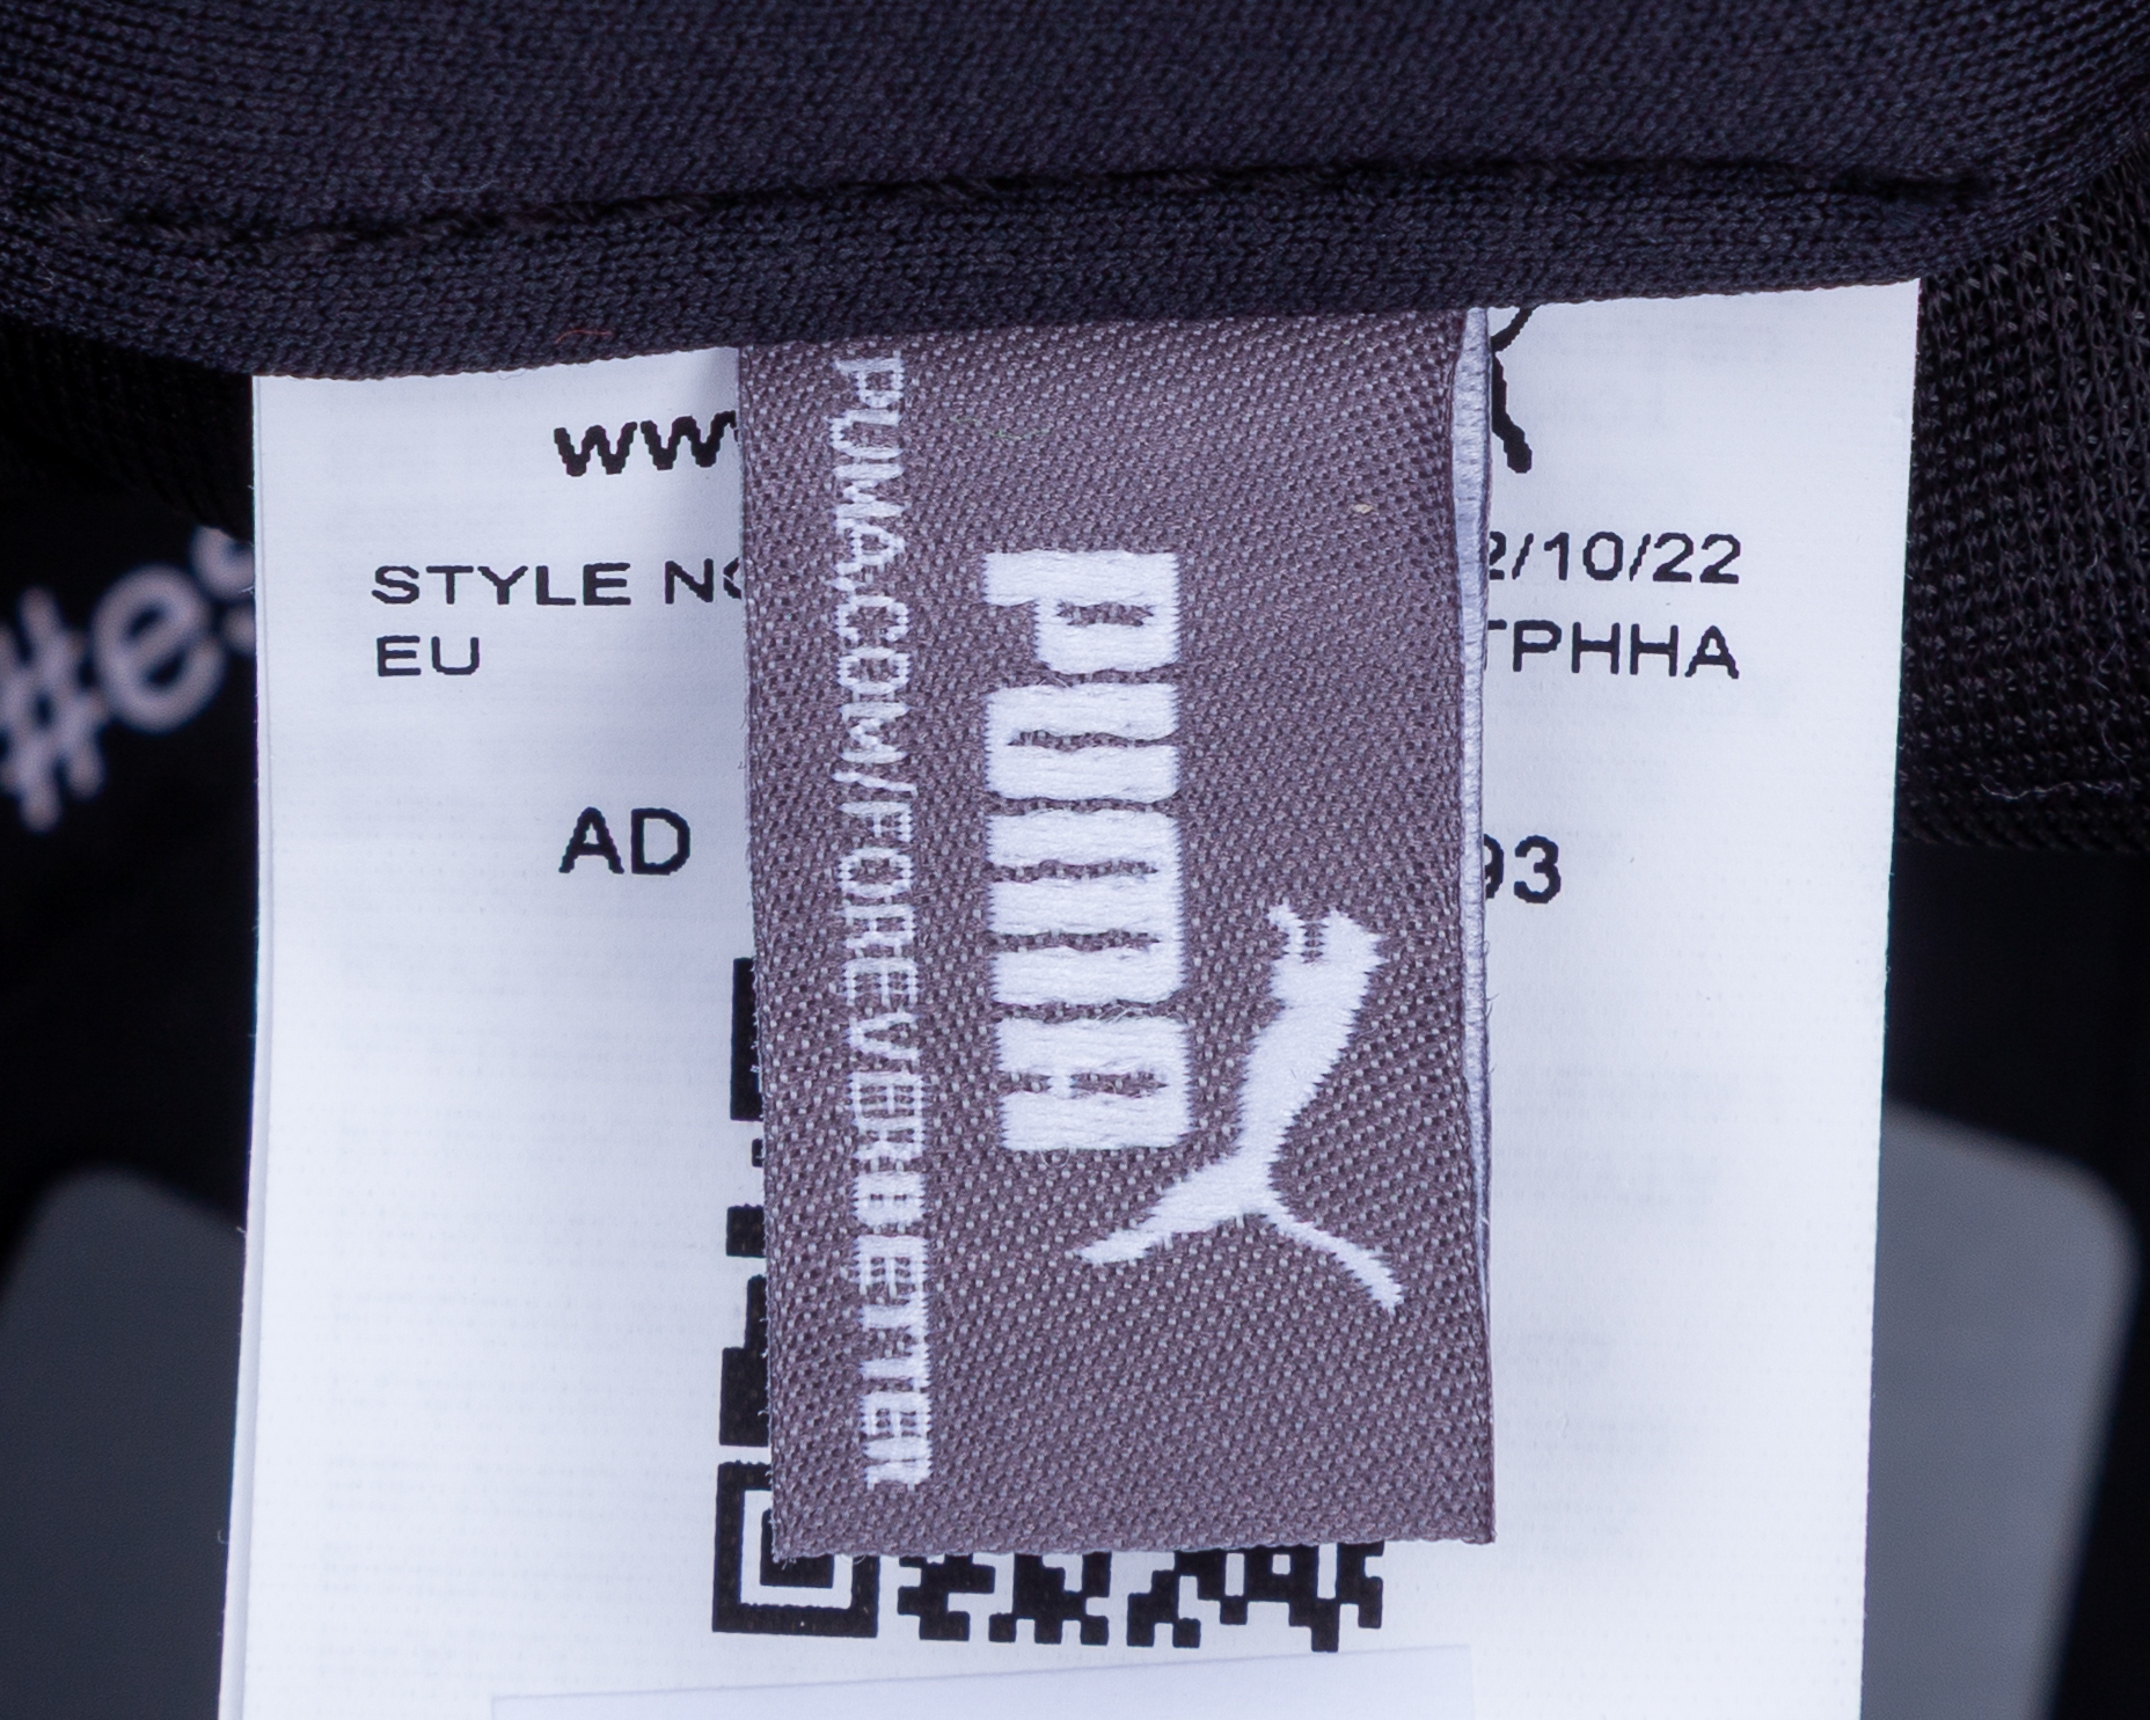 ww
STYLE NO
2/10/22
EU
TPHHA
AD
93
PUMA
PUMA.COM/FOREVERBETTER
#es